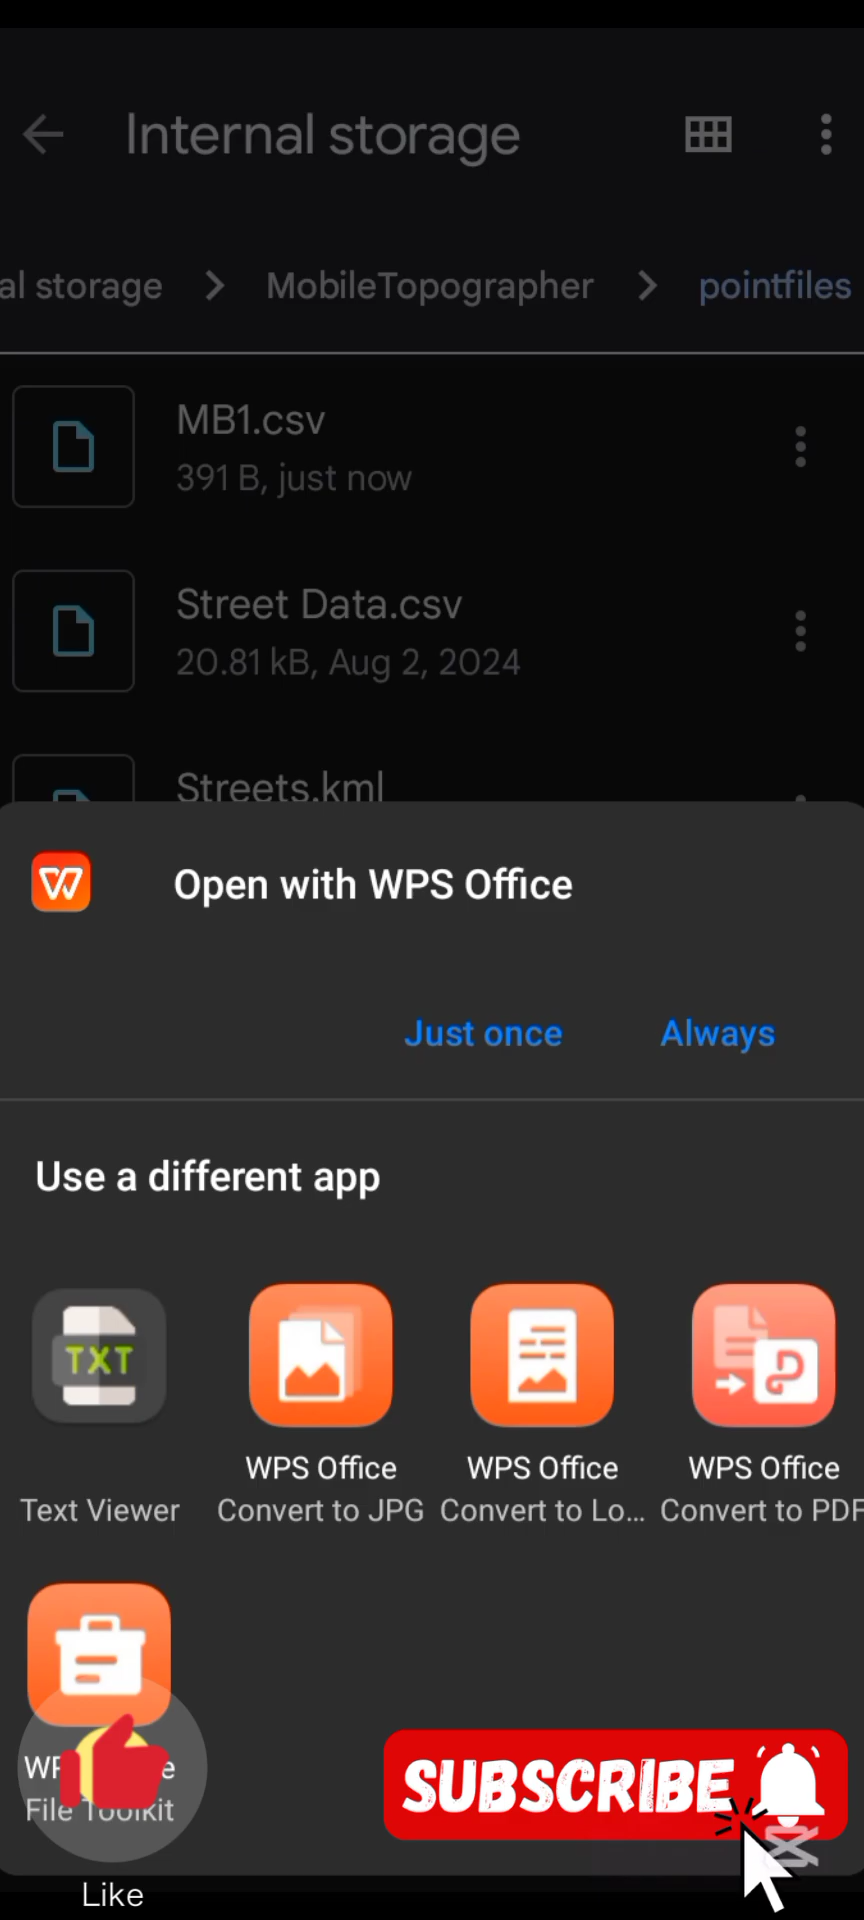 Internal storage
al storage > MobileTopographer > pointfiles
MB1.csv
391 B, just now
Street Data.csv
20.81 kB, Aug 2, 2024
Streets.kml
Open with WPS Office
Just once Always
Use a different app
TXT
WPS Office WPS Office WPS Office
Text Viewer Convert to JPG Convert to Lo... Convert to PDF
File Toolkit
SUBSCRIBE
Like